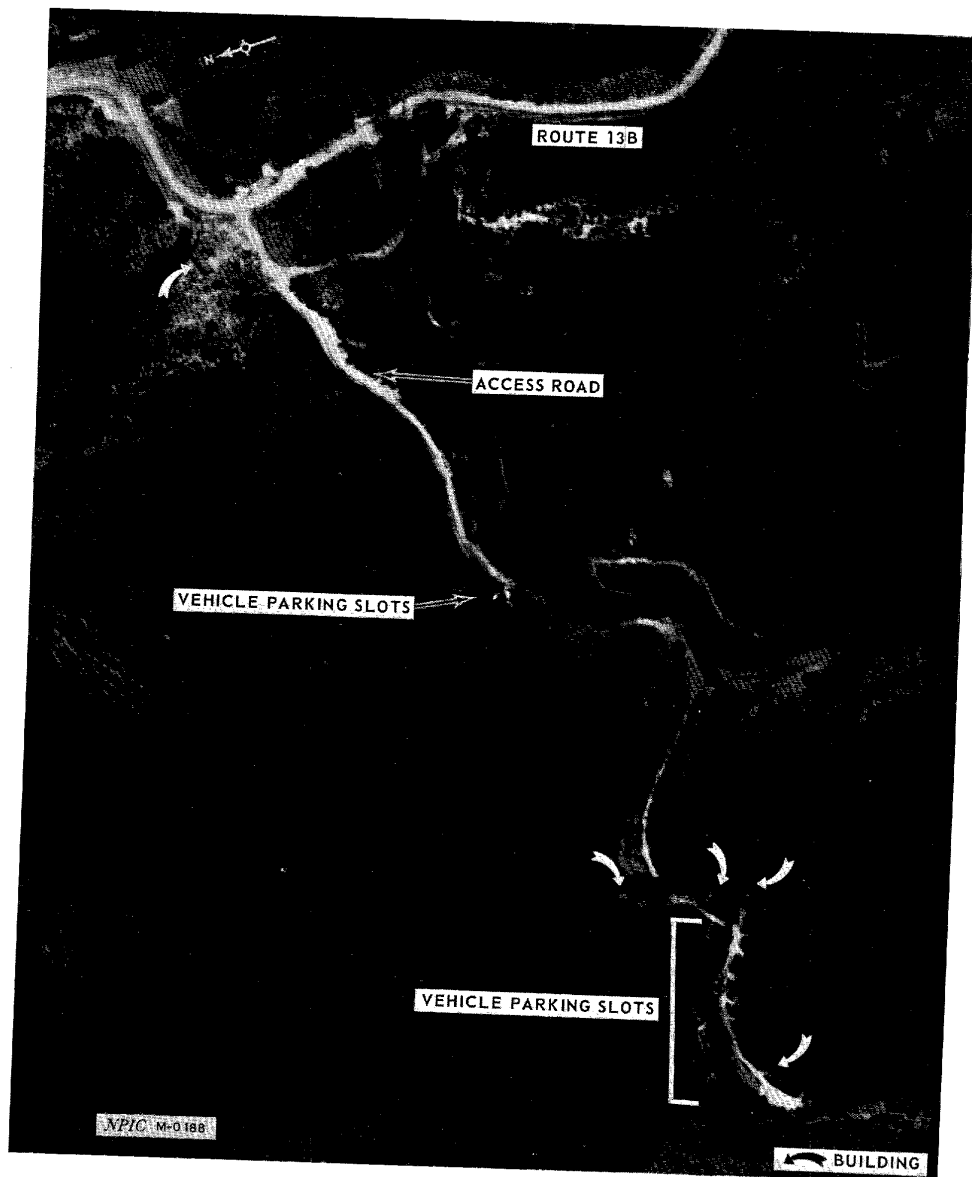 N
ROUTE 13B
ACCESS ROAD
VEHICLE PARKING SLOTS
VEHICLE PARKING SLOTS
NPIC M-0188
BUILDING